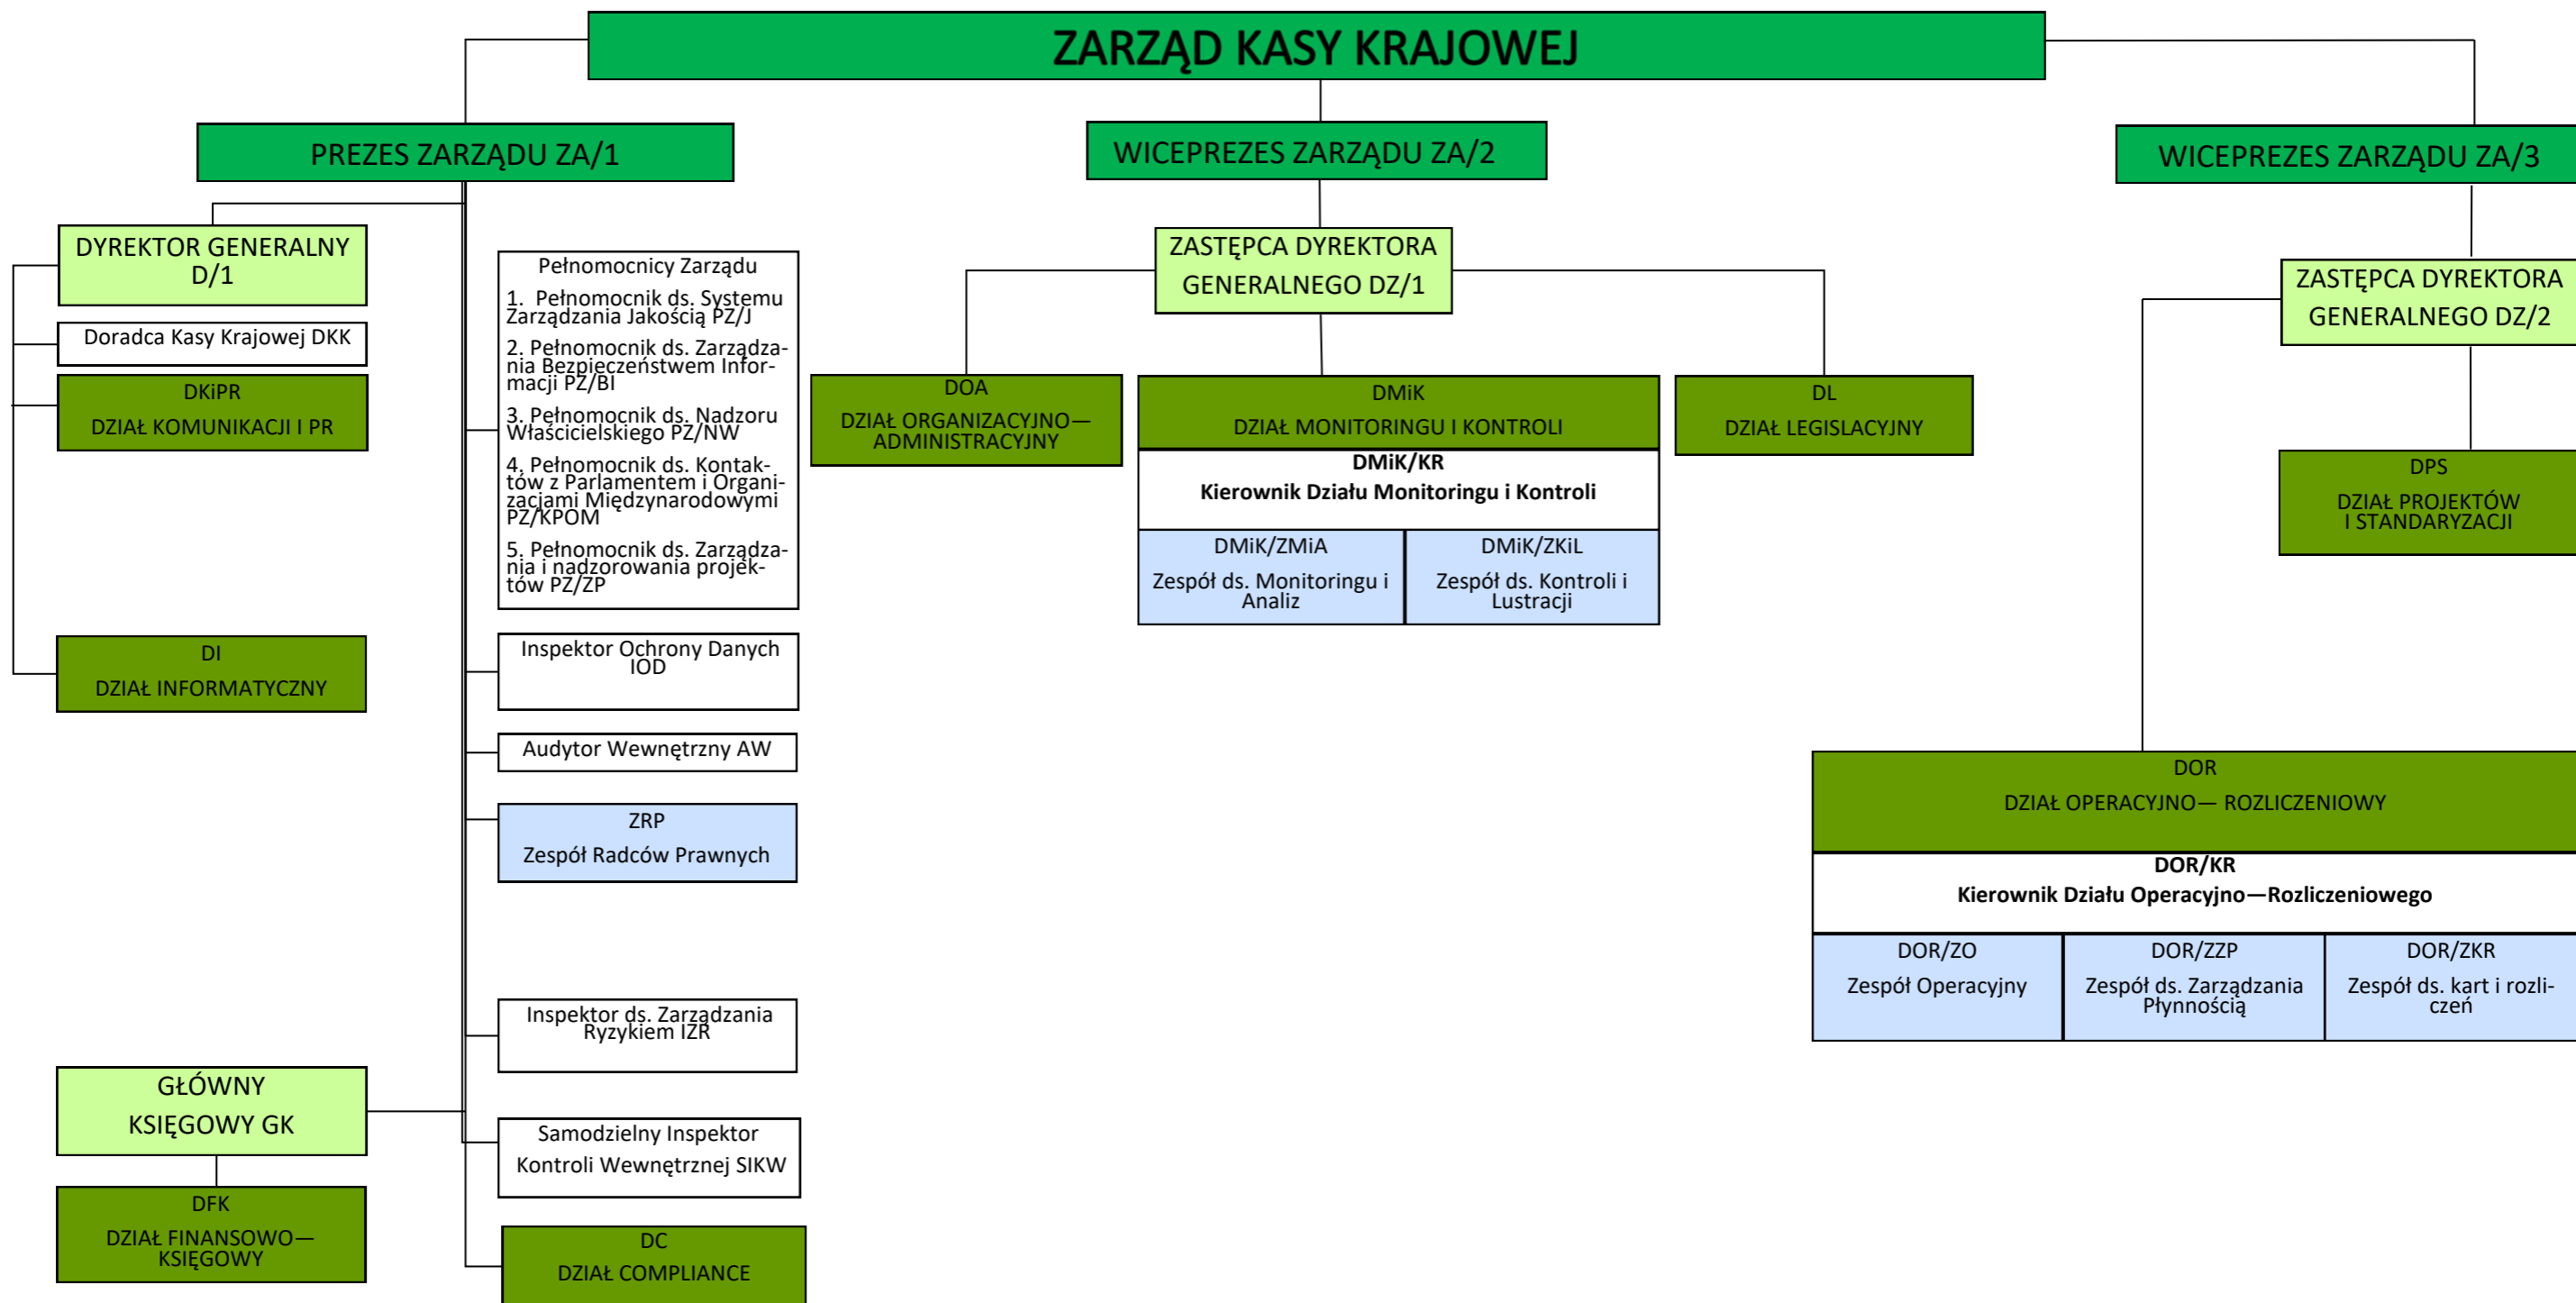 ZARZĄD KASY KRAJOWEJ
PREZES ZARZĄDU ZA/1
WICEPREZES ZARZĄDU ZA/2
WICEPREZES ZARZĄDU ZA/3
DYREKTOR GENERALNY
D/1
Doradca Kasy Krajowej DKK
DKiPR
DZIAŁ KOMUNIKACJI I PR
DI
DZIAŁ INFORMATYCZNY
GŁÓWNY
KSIĘGOWY GK
DFK
DZIAŁ FINANSOWO—
KSIĘGOWY
Pełnomocnicy Zarządu
1. Pełnomocnik ds. Systemu
Zarządzania Jakością PZ/J
2. Pełnomocnik ds. Zarządza-
nia Bezpieczeństwem Infor-
macji PZ/BI
3. Pełnomocnik ds. Nadzoru
Właścicielskiego PZ/NW
4. Pełnomocnik ds. Kontak-
tów z Parlamentem i Organi-
zacjami Międzynarodowymi
PZ/KPOM
5. Pełnomocnik ds. Zarządza-
nia i nadzorowania projek-
tów PZ/ZP
Inspektor Ochrony Danych
IOD
Audytor Wewnętrzny AW
ZRP
Zespół Radców Prawnych
Inspektor ds. Zarządzania
Ryzykiem IZR
Samodzielny Inspektor
Kontroli Wewnętrznej SIKW
DC
DZIAŁ COMPLIANCE
ZASTĘPCA DYREKTORA
GENERALNEGO DZ/1
DOA
DZIAŁ ORGANIZACYJNO—
ADMINISTRACYJNY
DMiK
DZIAŁ MONITORINGU I KONTROLI
DMiK/KR
Kierownik Działu Monitoringu i Kontroli
DMiK/ZMiA
Zespół ds. Monitoringu i
Analiz
DMiK/ZKiL
Zespół ds. Kontroli i
Lustracji
DL
DZIAŁ LEGISLACYJNY
ZASTĘPCA DYREKTORA
GENERALNEGO DZ/2
DPS
DZIAŁ PROJEKTÓW
I STANDARYZACJI
DOR
DZIAŁ OPERACYJNO— ROZLICZENIOWY
DOR/KR
Kierownik Działu Operacyjno—Rozliczeniowego
DOR/ZO
Zespół Operacyjny
DOR/ZZP
Zespół ds. Zarządzania
Płynnością
DOR/ZKR
Zespół ds. kart i rozli-
czeń